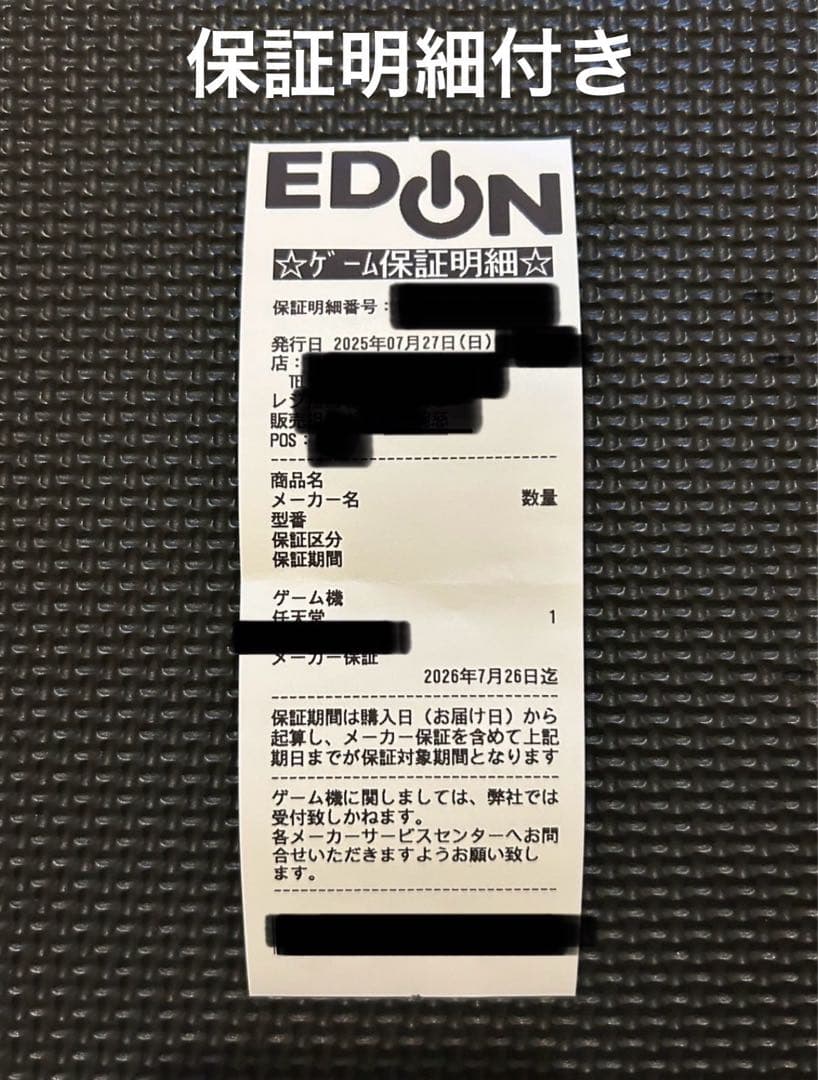 保証明細付き
EDION
☆ゲーム保証明細☆
保証明細番号：
発行日 2025年07月27日(日)
店：
レジ
販売
POS：
商品名
メーカー名 数量
型番
保証区分
保証期間
ゲーム機
任天堂 1
メーカー保証
2026年7月26日迄
保証期間は購入日（お届け日）から
起算し、メーカー保証を含めて上記
期日までが保証対象期間となります
ゲーム機に関しましては、弊社では
受付致しかねます。
各メーカーサービスセンターへお問
合せいただきますようお願い致し
ます。